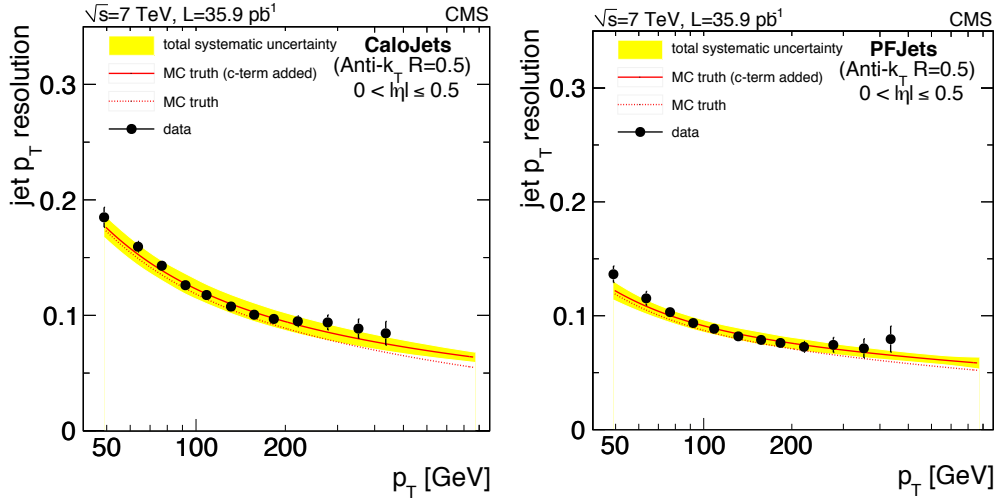 √s=7 TeV, L=35.9 pb¹ CMS
total systematic uncertainty
MC truth (c-term added)
MC truth
data
CaloJets
(Anti-k_T R=0.5)
0 < |η| ≤ 0.5
jet p_T resolution
0.3
0.2
0.1
0
50 100 200
p_T [GeV]
√s=7 TeV, L=35.9 pb¹ CMS
total systematic uncertainty
MC truth (c-term added)
MC truth
data
PFJets
(Anti-k_T R=0.5)
0 < |η| ≤ 0.5
jet p_T resolution
0.3
0.2
0.1
0
50 100 200
p_T [GeV]